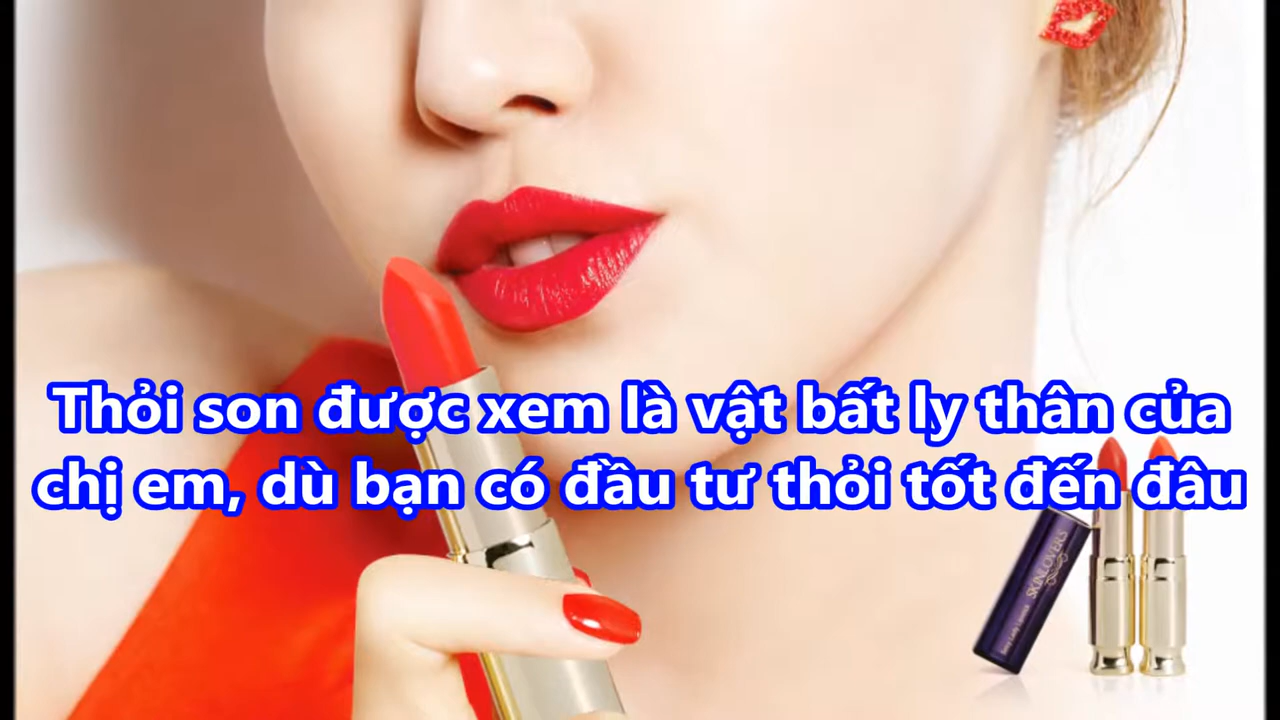 Thỏi son được xem là vật bất ly thân của
chị em, dù bạn có đầu tư thỏi tốt đến đâu
SKINLOVERS